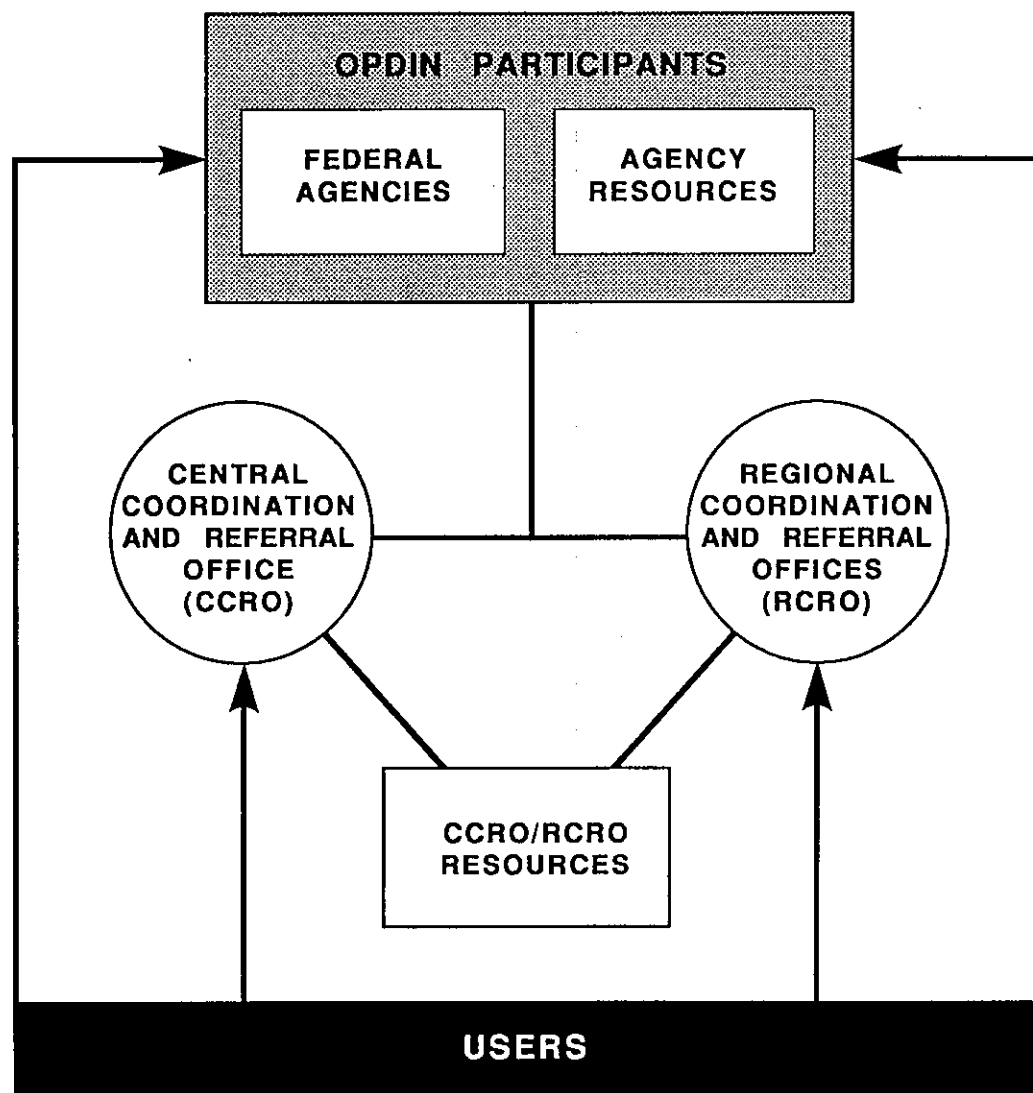 OPDIN PARTICIPANTS
FEDERAL
AGENCIES
AGENCY
RESOURCES
CENTRAL
COORDINATION
AND REFERRAL
OFFICE
(CCRO)
REGIONAL
COORDINATION
AND REFERRAL
OFFICES
(RCRO)
CCRO/RCRO
RESOURCES
USERS